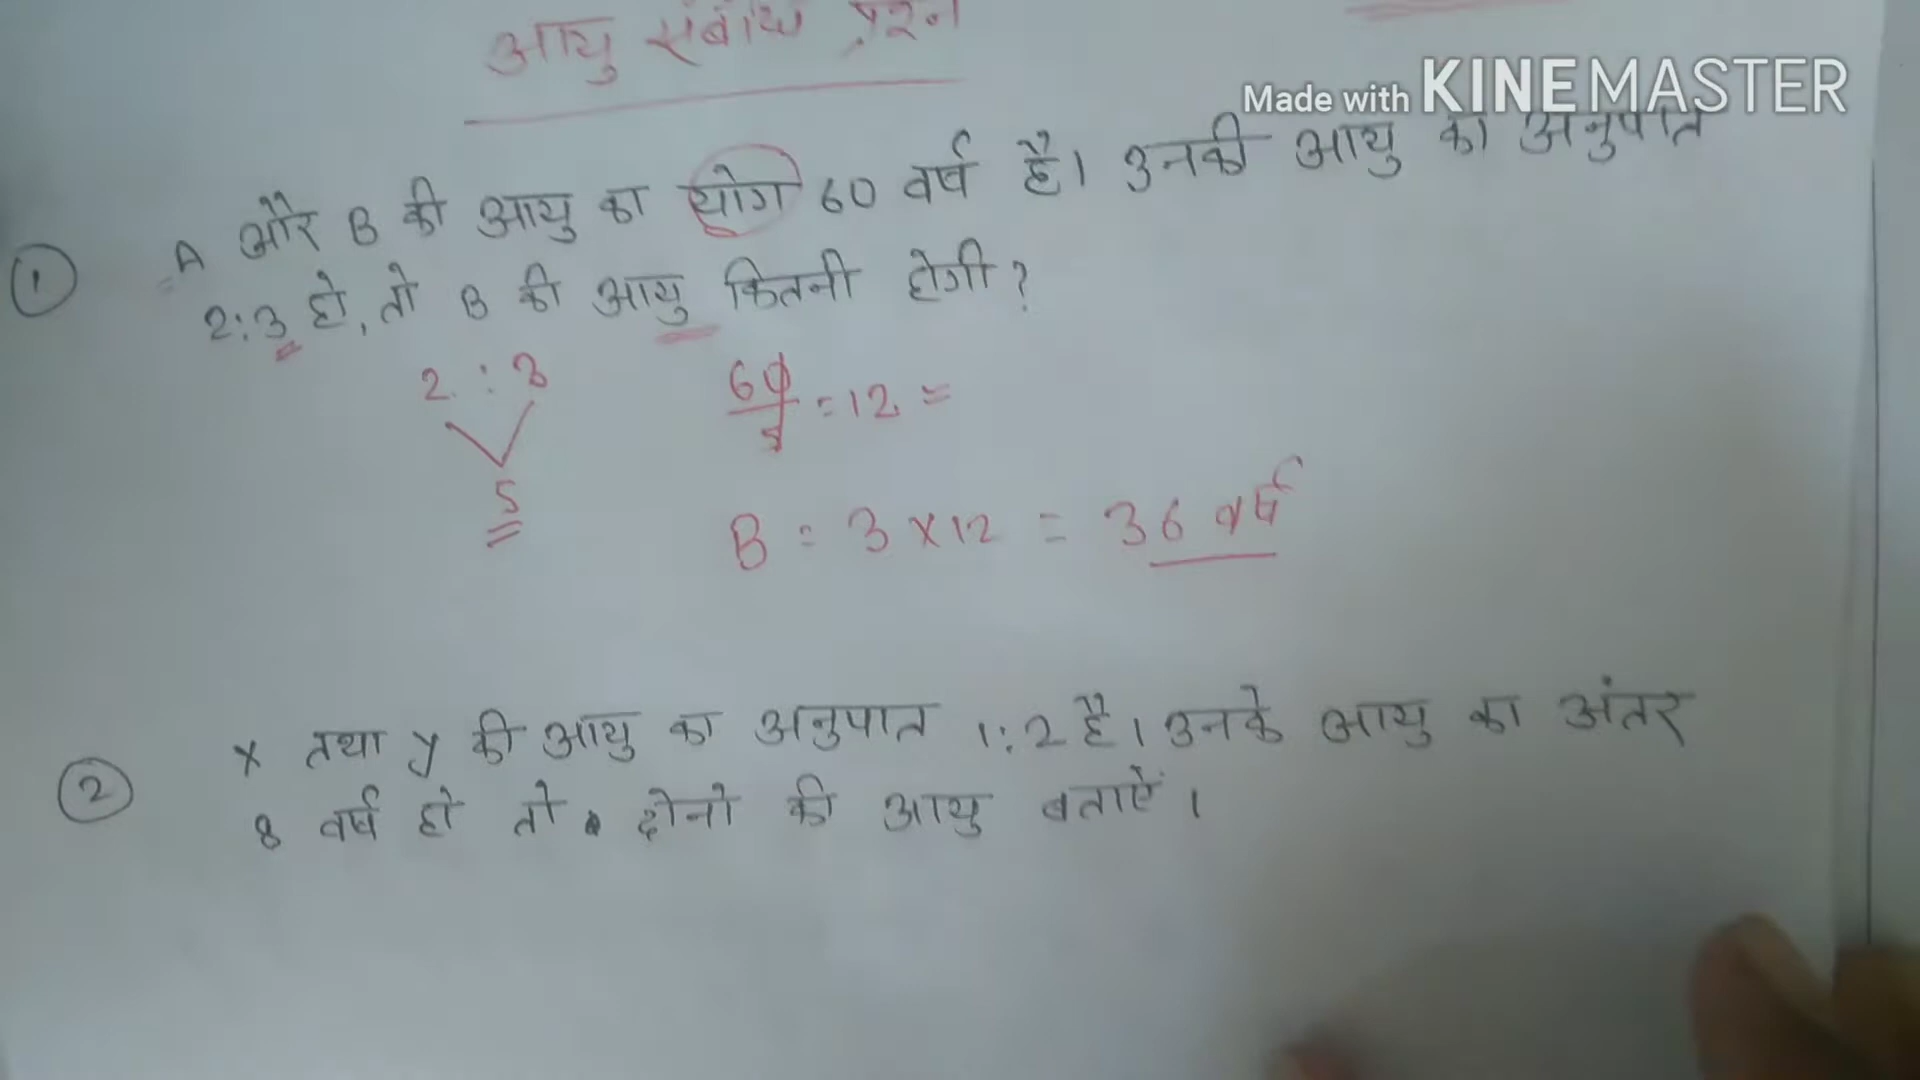 आयु संबंधि प्रश्न
Made with KINEMASTER
① A और B की आयु का योग 60 वर्ष है। उनकी आयु का अनुपात
2:3 हो, तो B की आयु कितनी होगी?
2 : 3
5
60/5 = 12 =
B = 3 x 12 = 36 वर्ष
② x तथा y की आयु का अनुपात 1:2 है। उनके आयु का अंतर
8 वर्ष हो तो दोनो की आयु बताऐं।